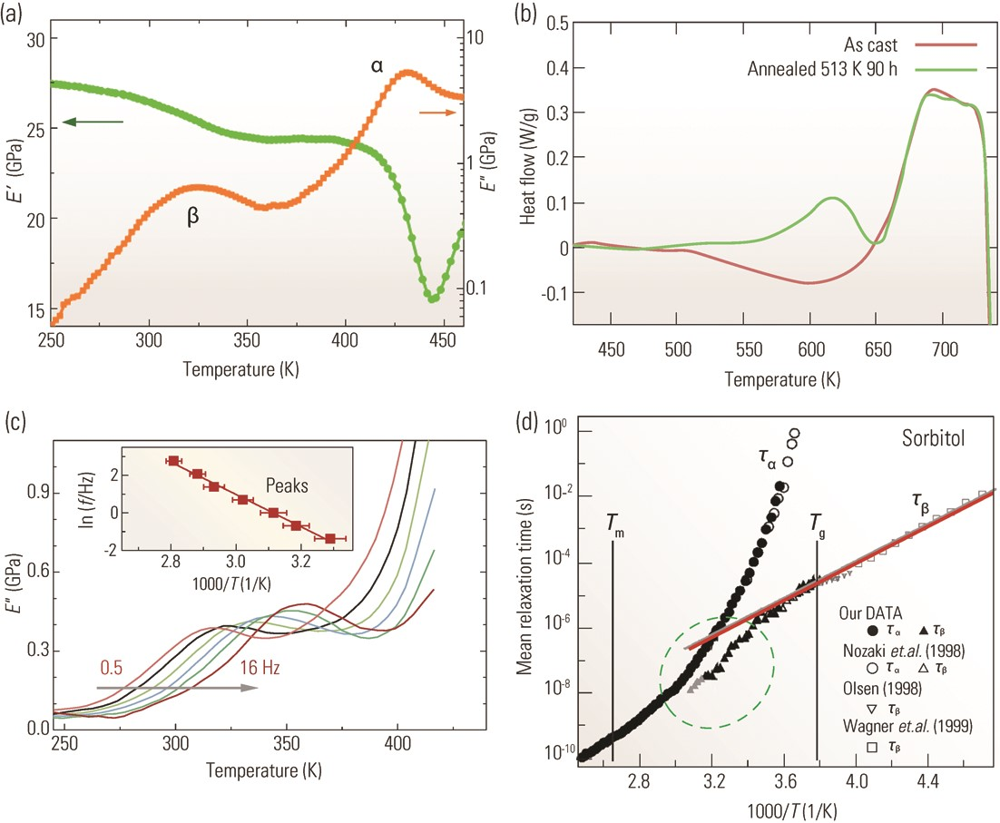 (a)
30
25
20
15
E′ (GPa)
10
1
0.1
E″ (GPa)
α
β
250 300 350 400 450
Temperature (K)
(b)
0.5
0.4
0.3
0.2
0.1
0
-0.1
Heat flow (W/g)
As cast
Annealed 513 K 90 h
450 500 550 600 650 700
Temperature (K)
(c)
0.9
0.6
0.3
0.0
E″ (GPa)
2
0
-2
ln (f/Hz)
Peaks
2.8 3.0 3.2
1000/T (1/K)
0.5 16 Hz
250 300 350 400
Temperature (K)
(d)
10⁰
10⁻²
10⁻⁴
10⁻⁶
10⁻⁸
10⁻¹⁰
Mean relaxation time (s)
Sorbitol
τα
τβ
Tm
Tg
Our DATA
τα τβ
Nozaki et.al. (1998)
τα τβ
Olsen (1998)
τβ
Wagner et.al. (1999)
τβ
2.8 3.2 3.6 4.0 4.4
1000/T (1/K)